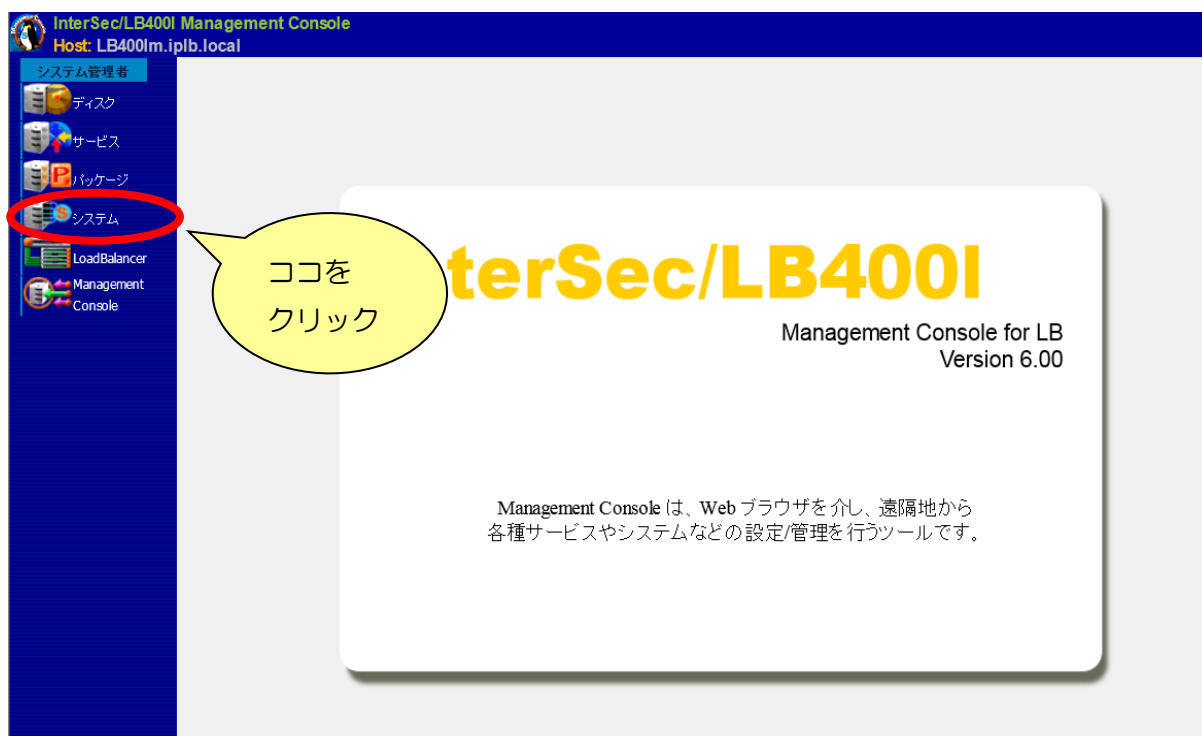 InterSec/LB400I Management Console
Host: LB400lm.iplb.local
システム管理者
ディスク
サービス
パッケージ
システム
LoadBalancer
Management
Console
ココを
クリック
terSec/LB400I
Management Console for LB
Version 6.00
Management Console は、Web ブラウザを介し、遠隔地から
各種サービスやシステムなどの設定/管理を行うツールです。